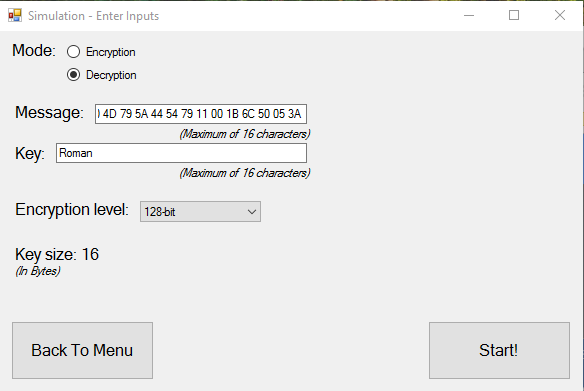 Simulation - Enter Inputs
Mode:
Encryption
Decryption
Message: 4D 79 5A 44 54 79 11 00 1B 6C 50 05 3A
(Maximum of 16 characters)
Key: Roman
(Maximum of 16 characters)
Encryption level: 128-bit
Key size: 16
(In Bytes)
Back To Menu
Start!